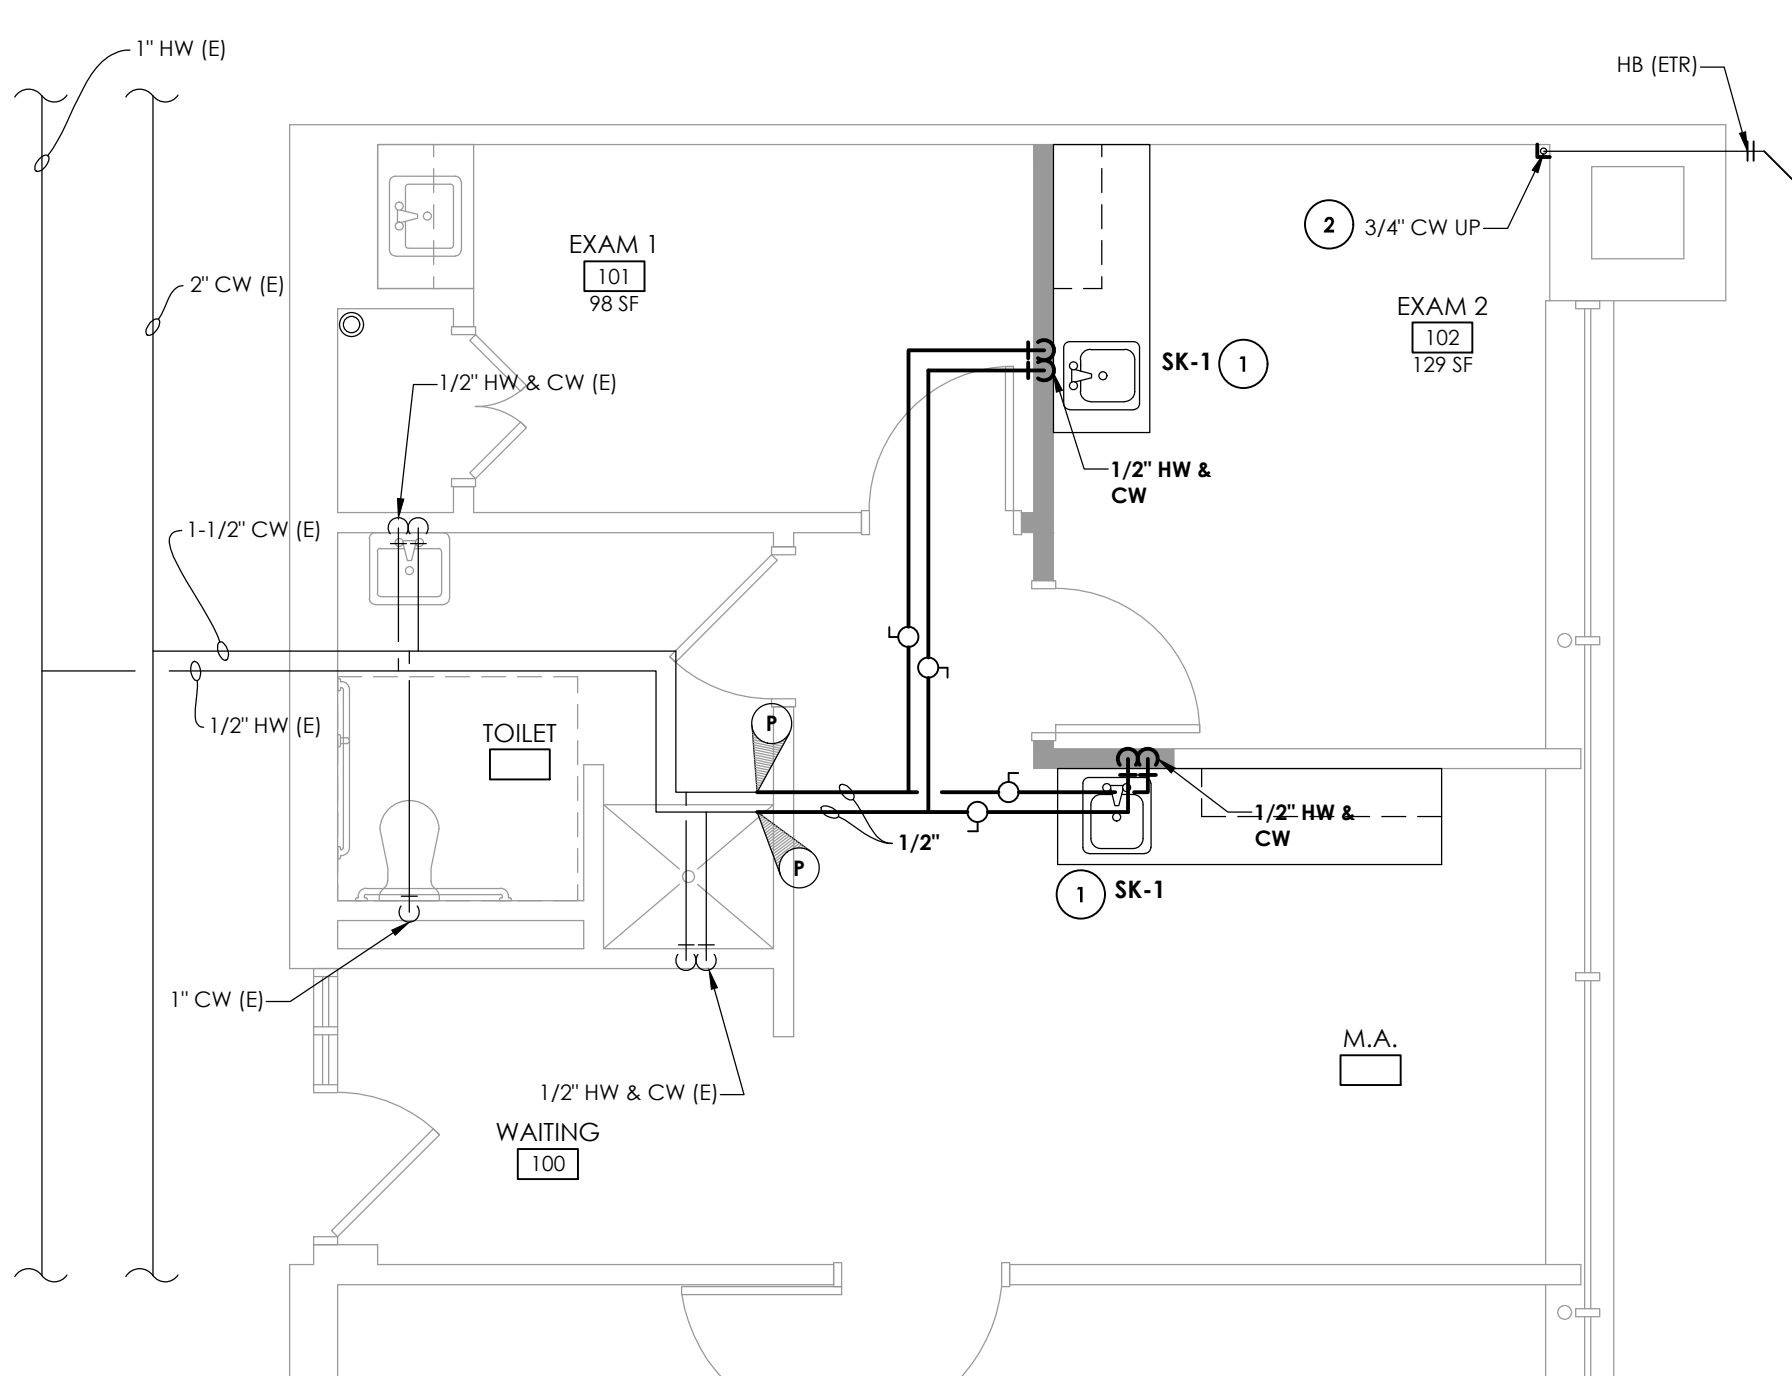 1" HW (E)
HB (ETR)
2" CW (E)
EXAM 1
101
98 SF
2
3/4" CW UP
EXAM 2
102
129 SF
SK-1
1
1/2" HW & CW (E)
1/2" HW &
CW
1-1/2" CW (E)
1/2" HW (E)
TOILET
P
1/2" HW &
CW
1/2"
P
1
SK-1
1" CW (E)
M.A.
1/2" HW & CW (E)
WAITING
100